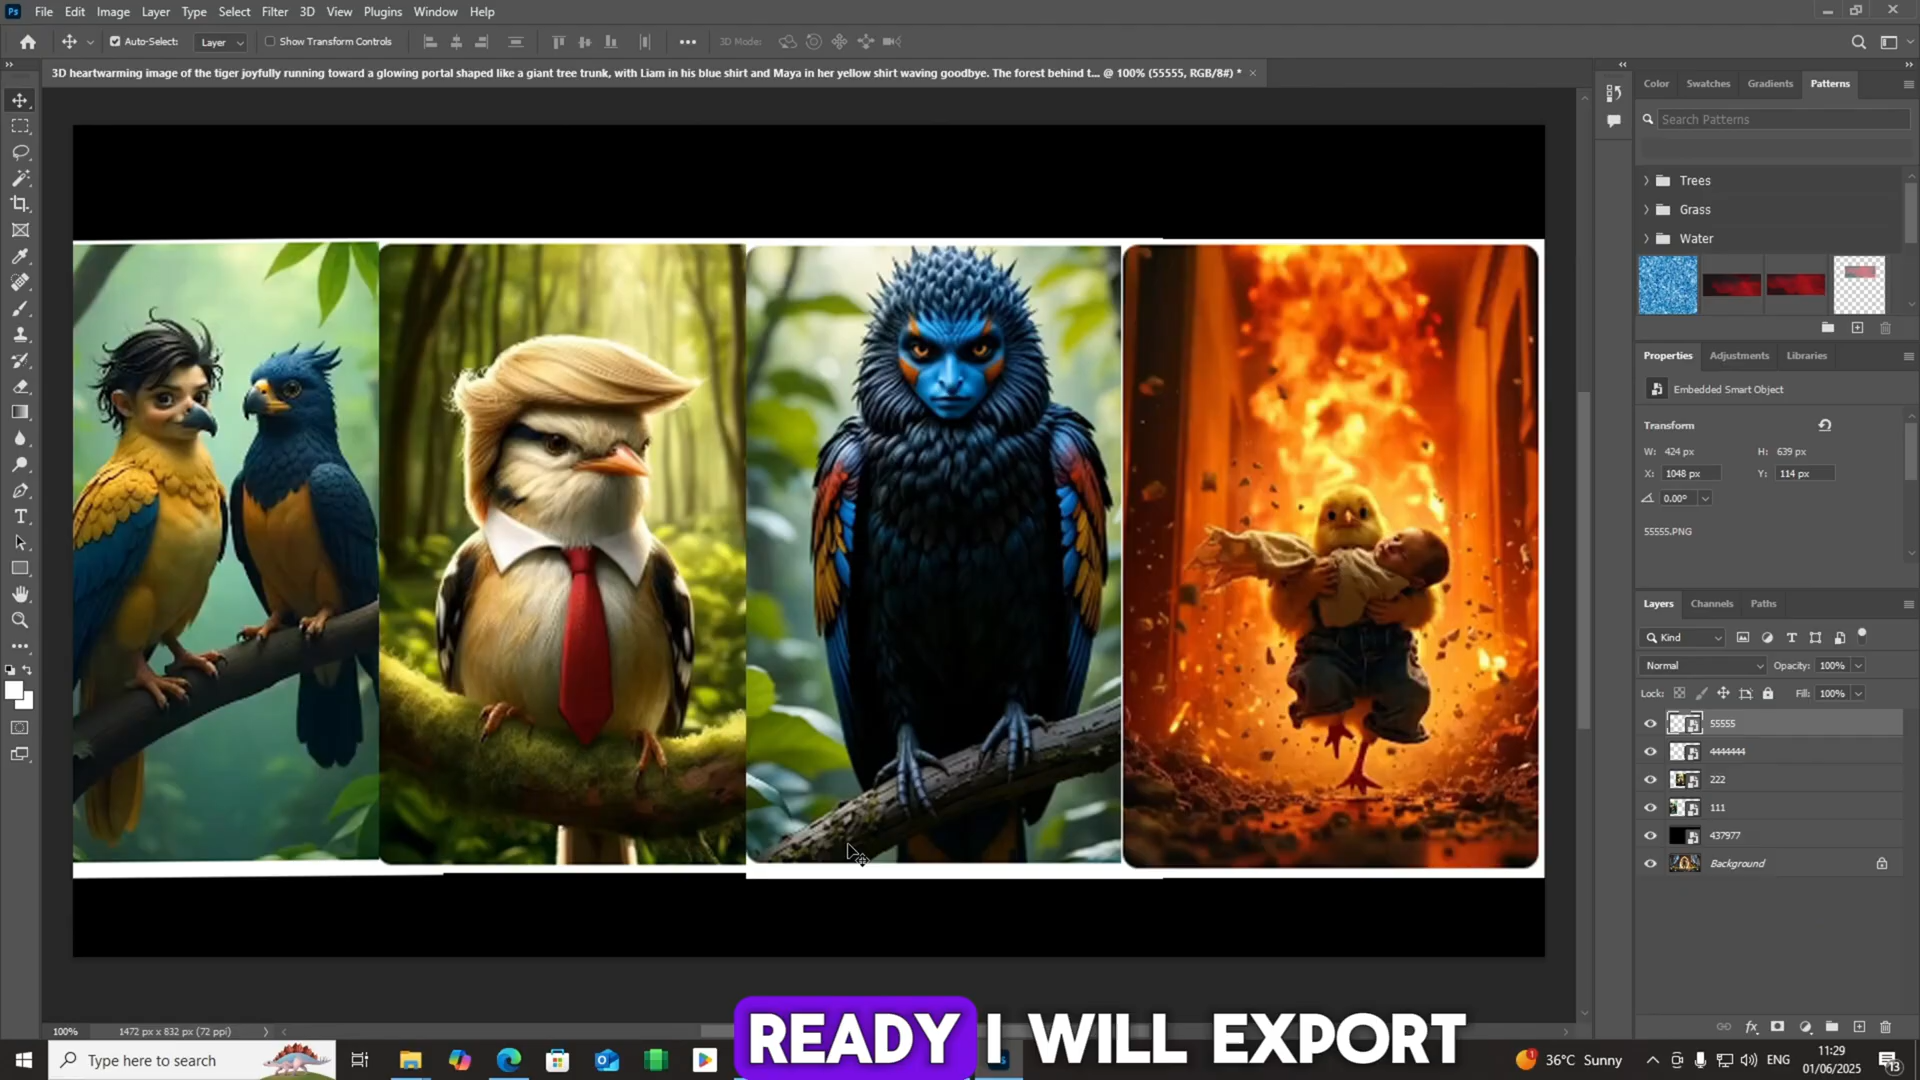 Ps File Edit Image Layer Type Select Filter 3D View Plugins Window Help
Auto-Select: Layer Show Transform Controls 3D Mode:
3D heartwarming image of the tiger joyfully running toward a glowing portal shaped like a giant tree trunk, with Liam in his blue shirt and Maya in her yellow shirt waving goodbye. The forest behind t... @ 100% (55555, RGB/8#) *
Color Swatches Gradients Patterns
Search Patterns
Trees
Grass
Water
Properties Adjustments Libraries
Embedded Smart Object
Transform
W: 424 px H: 639 px
X: 1048 px Y: 114 px
0.00°
55555.PNG
Layers Channels Paths
Kind
Normal Opacity: 100%
Lock: Fill: 100%
55555
4444444
222
111
437977
Background
100% 1472 px x 832 px (72 ppi)
READY I WILL EXPORT
Type here to search
36°C Sunny
ENG
11:29
01/06/2025
13